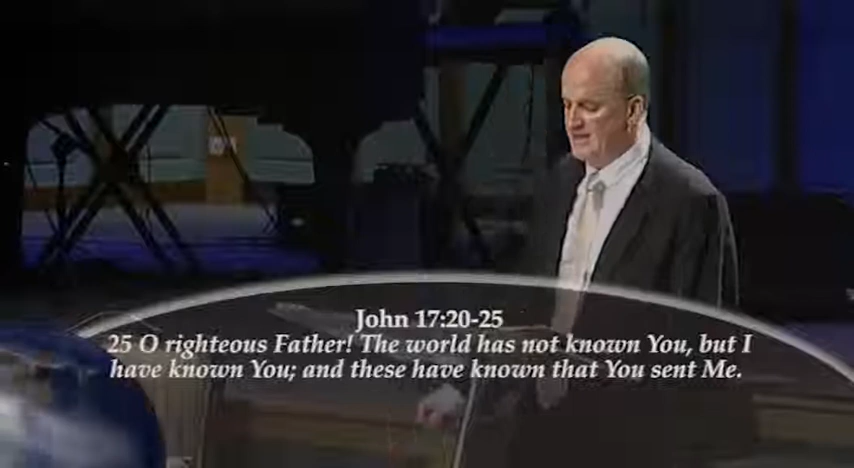 John 17:20-25
25 O righteous Father! The world has not known You, but I
have known You; and these have known that You sent Me.